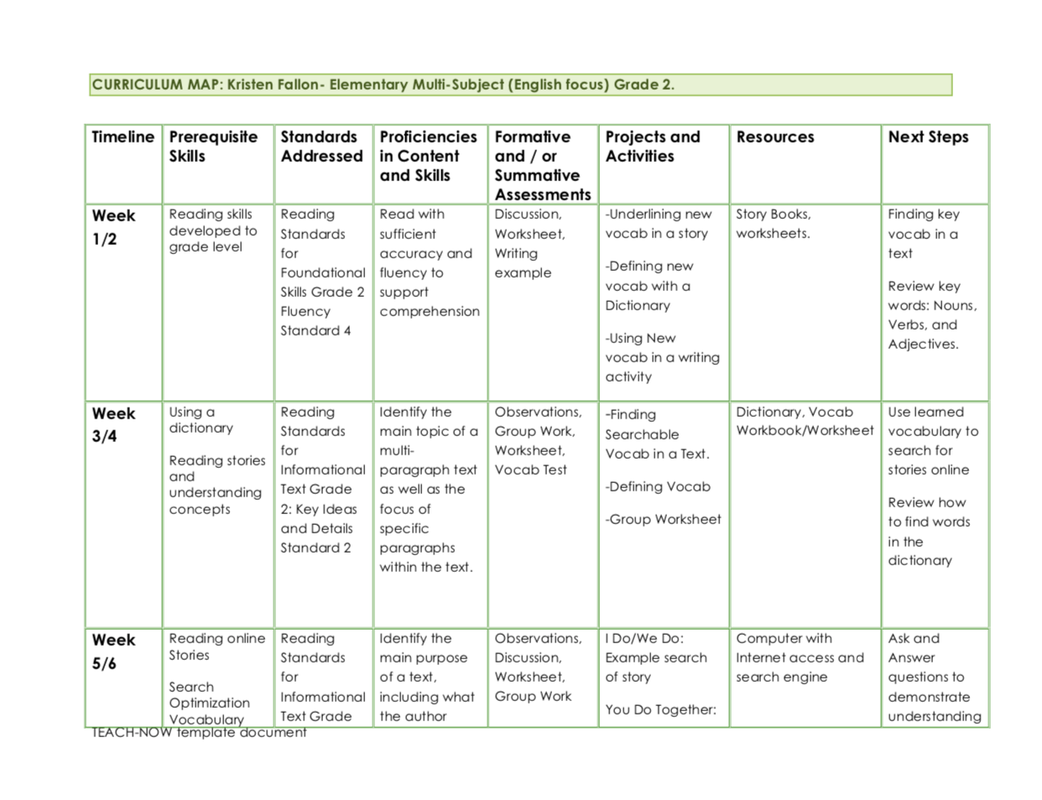 CURRICULUM MAP: Kristen Fallon- Elementary Multi-Subject (English focus) Grade 2.
Timeline
Prerequisite
Skills
Standards
Addressed
Proficiencies
in Content
and Skills
Formative
and / or
Summative
Assessments
Projects and
Activities
Resources
Next Steps
Week
1/2
Reading skills
developed to
grade level
Reading
Standards
for
Foundational
Skills Grade 2
Fluency
Standard 4
Read with
sufficient
accuracy and
fluency to
support
comprehension
Discussion,
Worksheet,
Writing
example
-Underlining new
vocab in a story
-Defining new
vocab with a
Dictionary
-Using New
vocab in a writing
activity
Story Books,
worksheets.
Finding key
vocab in a
text
Review key
words: Nouns,
Verbs, and
Adjectives.
Week
3/4
Using a
dictionary
Reading stories
and
understanding
concepts
Reading
Standards
for
Informational
Text Grade
2: Key Ideas
and Details
Standard 2
Identify the
main topic of a
multi-
paragraph text
as well as the
focus of
specific
paragraphs
within the text.
Observations,
Group Work,
Worksheet,
Vocab Test
-Finding
Searchable
Vocab in a Text.
-Defining Vocab
-Group Worksheet
Dictionary, Vocab
Workbook/Worksheet
Use learned
vocabulary to
search for
stories online
Review how
to find words
in the
dictionary
Week
5/6
Reading online
Stories
Search
Optimization
Vocabulary
Reading
Standards
for
Informational
Text Grade
Identify the
main purpose
of a text,
including what
the author
Observations,
Discussion,
Worksheet,
Group Work
I Do/We Do:
Example search
of story
You Do Together:
Computer with
Internet access and
search engine
Ask and
Answer
questions to
demonstrate
understanding
TEACH-NOW template document